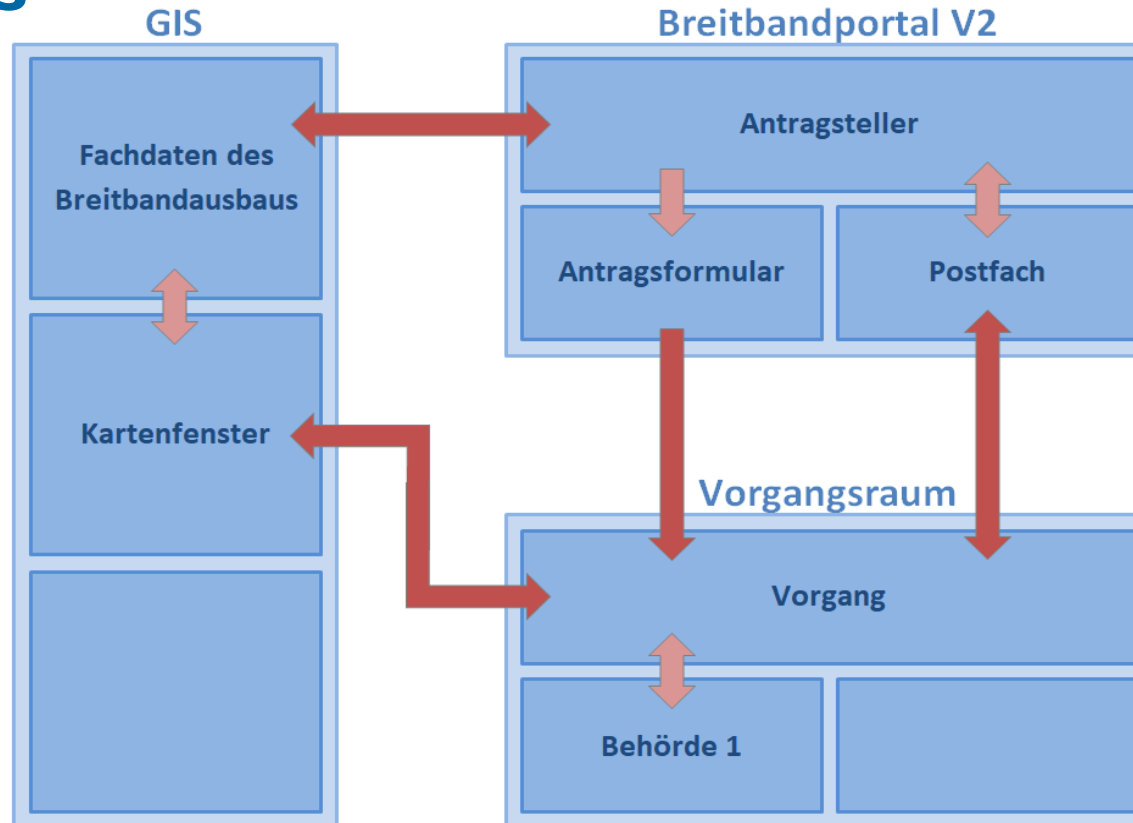 GIS
Fachdaten des
Breitbandausbaus
Kartenfenster
Breitbandportal V2
Antragsteller
Antragsformular
Postfach
Vorgangsraum
Vorgang
Behörde 1